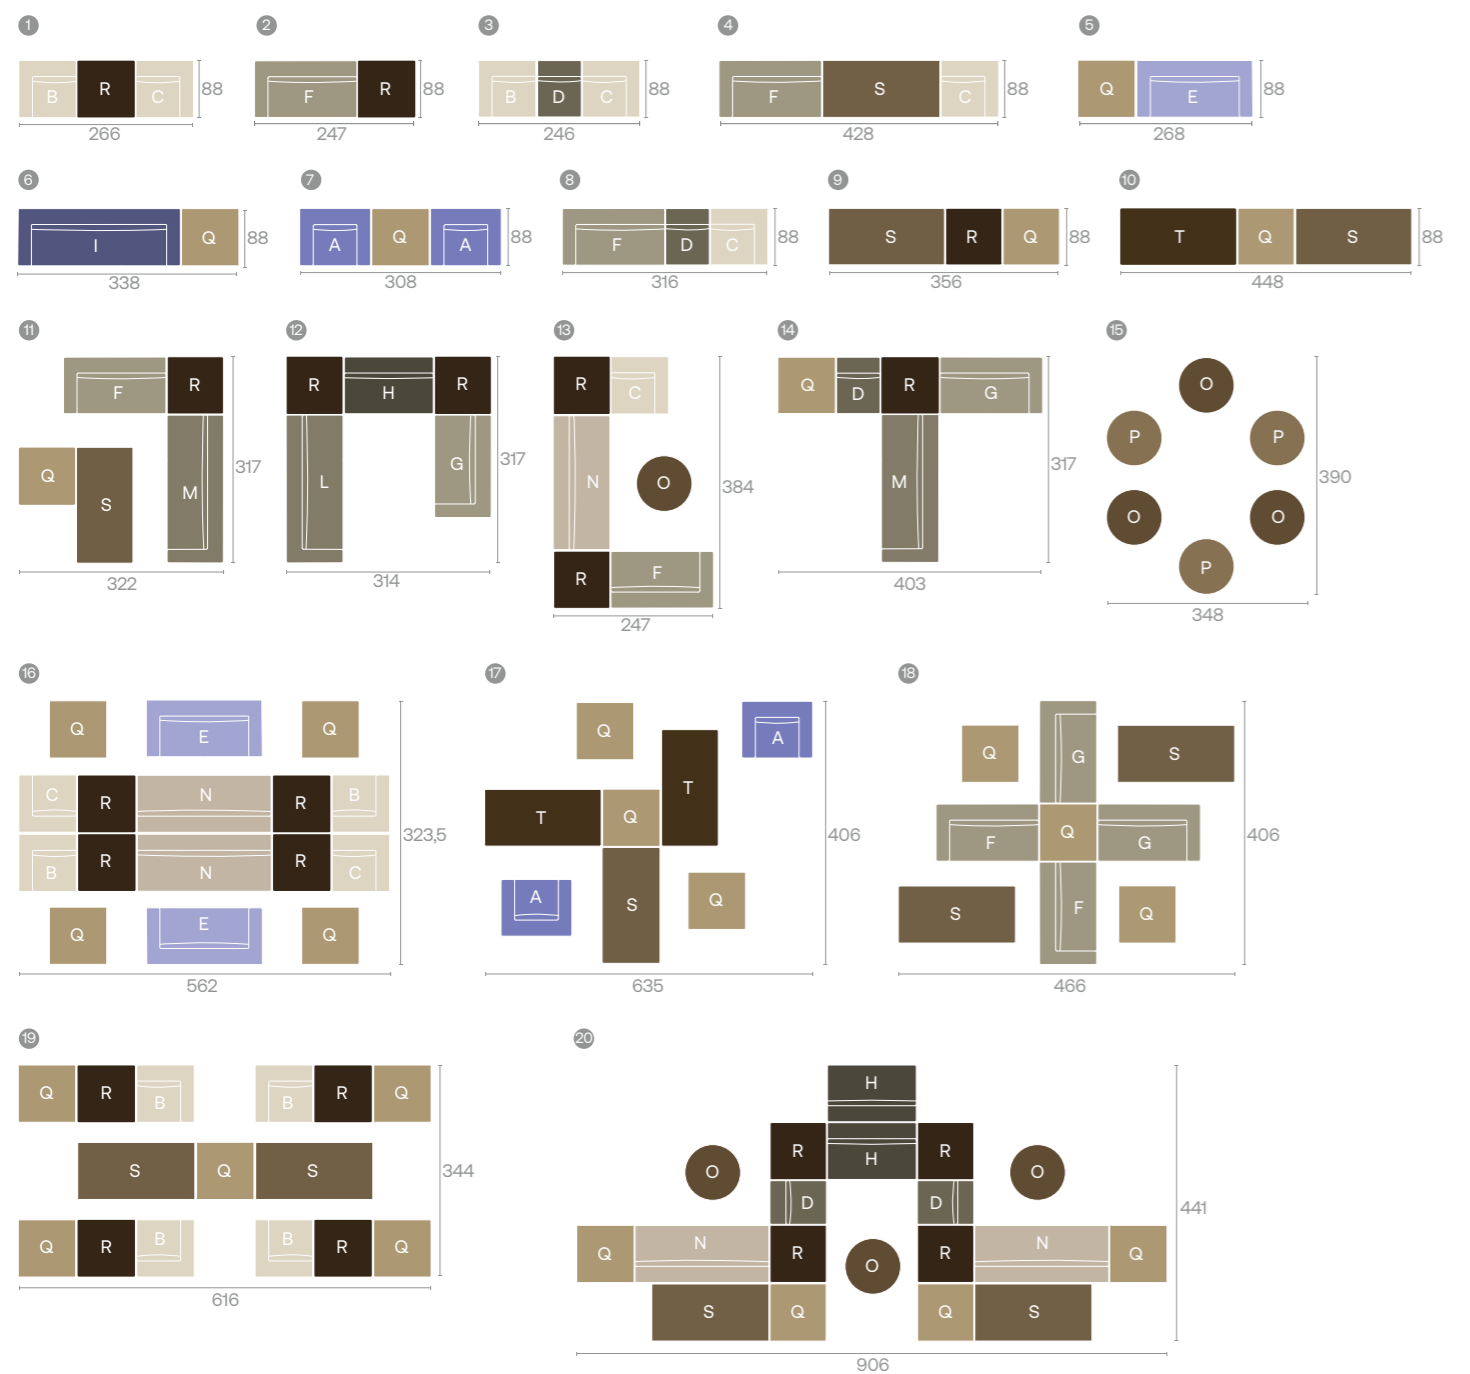 1 2 3 4 5
B R C 88 F R 88 B D C 88 F S C 88 Q E 88
266 247 246 428 268
6 7 8 9 10
I Q 88 A Q A 88 F D C 88 S R Q 88 T Q S 88
338 308 316 356 448
11 12 13 14 15
F R
Q S M 317
322
R H R
L G 317
314
R C
N O 384
R F
247
Q D R G
M 317
403
O
P P
O O 390
P
348
16 17 18
Q E Q
C R N R B
B R N R C 323,5
Q E Q
562
Q A
T
T Q 406
A S Q
635
Q G S
F Q G 406
S F Q
466
19 20
Q R B B R Q
S Q S 344
Q R B B R Q
616
H
R H R
O D D O
441
Q N R O R N Q
S Q Q S
906